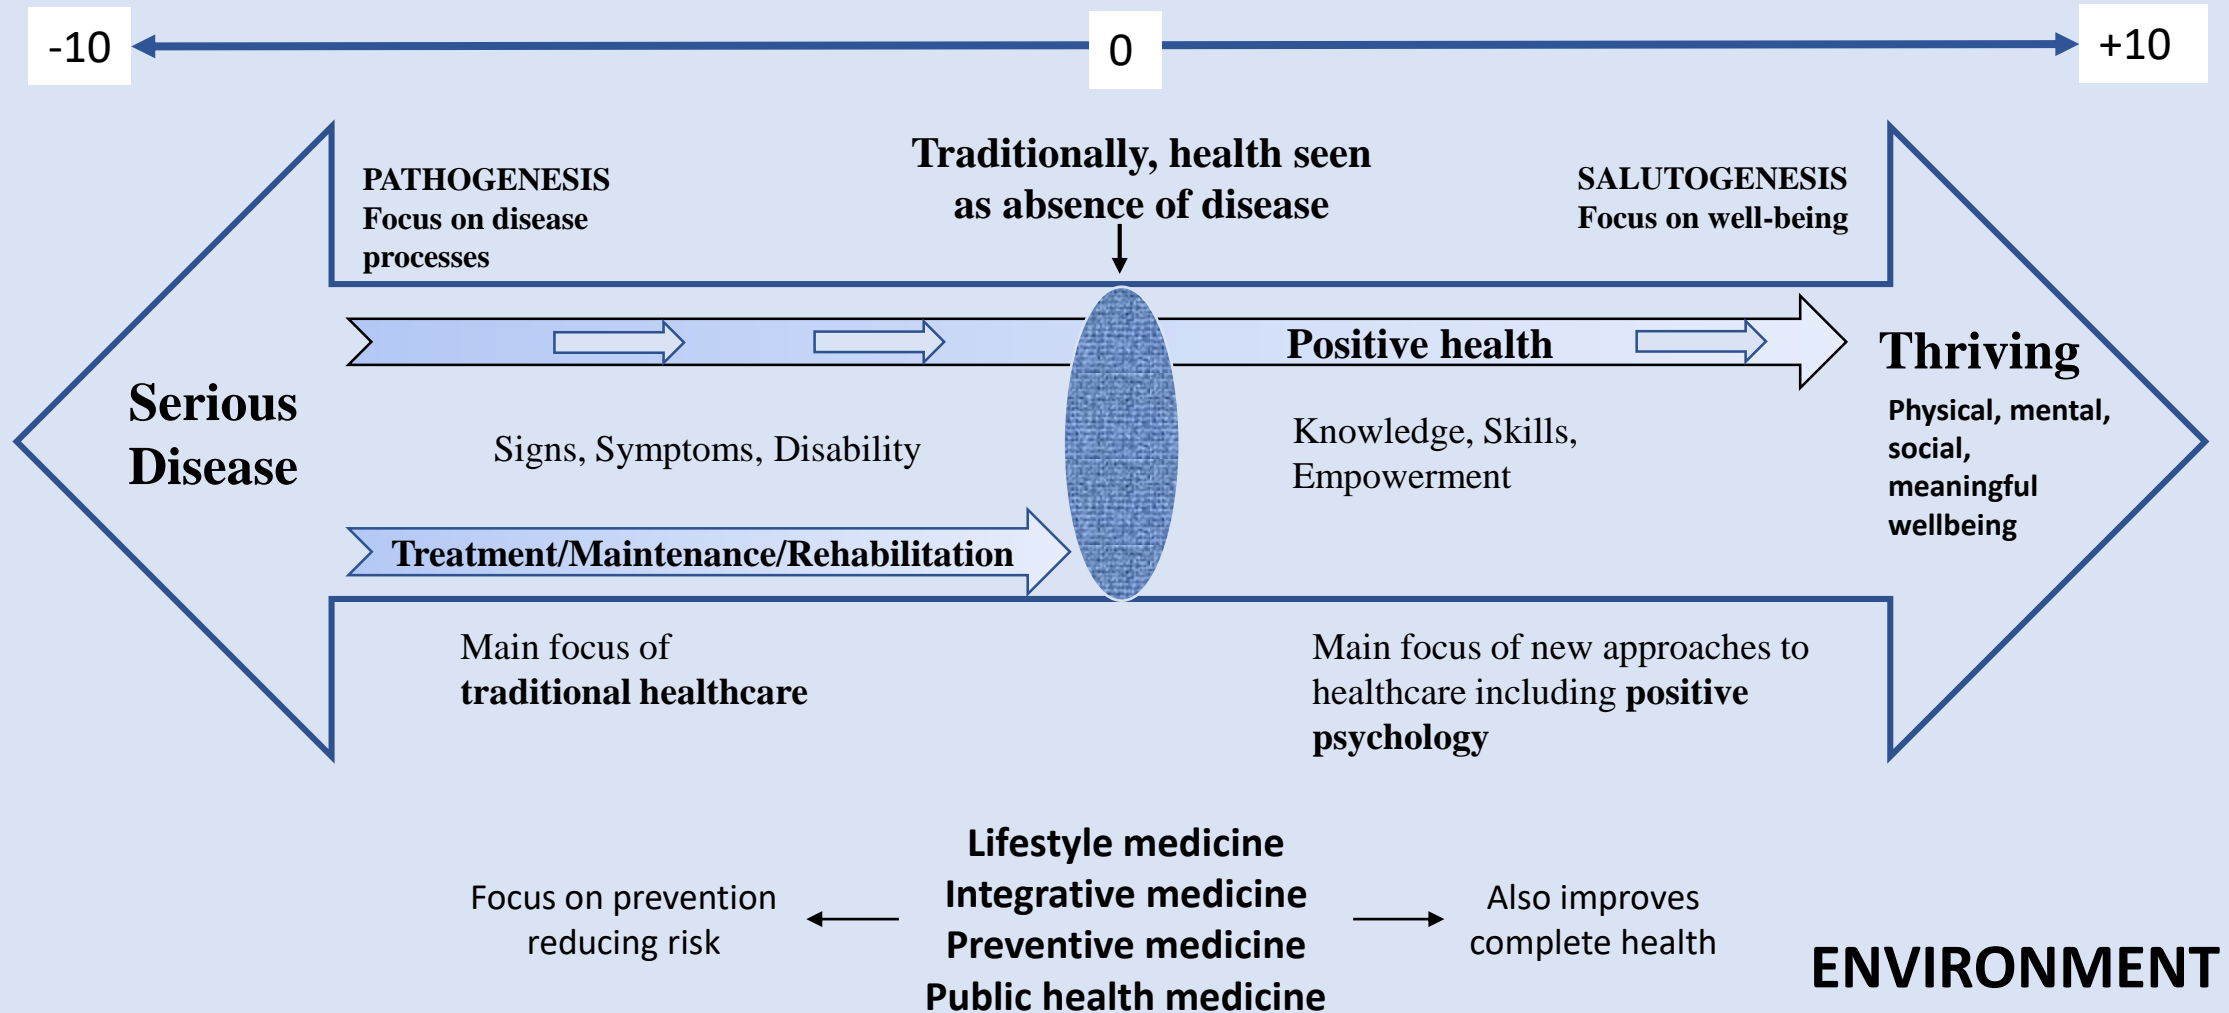 -10
0
+10
Traditionally, health seen
as absence of disease
PATHOGENESIS
Focus on disease
processes
SALUTOGENESIS
Focus on well-being
Positive health
Serious
Disease
Signs, Symptoms, Disability
Knowledge, Skills,
Empowerment
Thriving
Physical, mental,
social,
meaningful
wellbeing
Treatment/Maintenance/Rehabilitation
Main focus of
traditional healthcare
Main focus of new approaches to
healthcare including positive
psychology
Focus on prevention
reducing risk
Lifestyle medicine
Integrative medicine
Preventive medicine
Public health medicine
Also improves
complete health
ENVIRONMENT